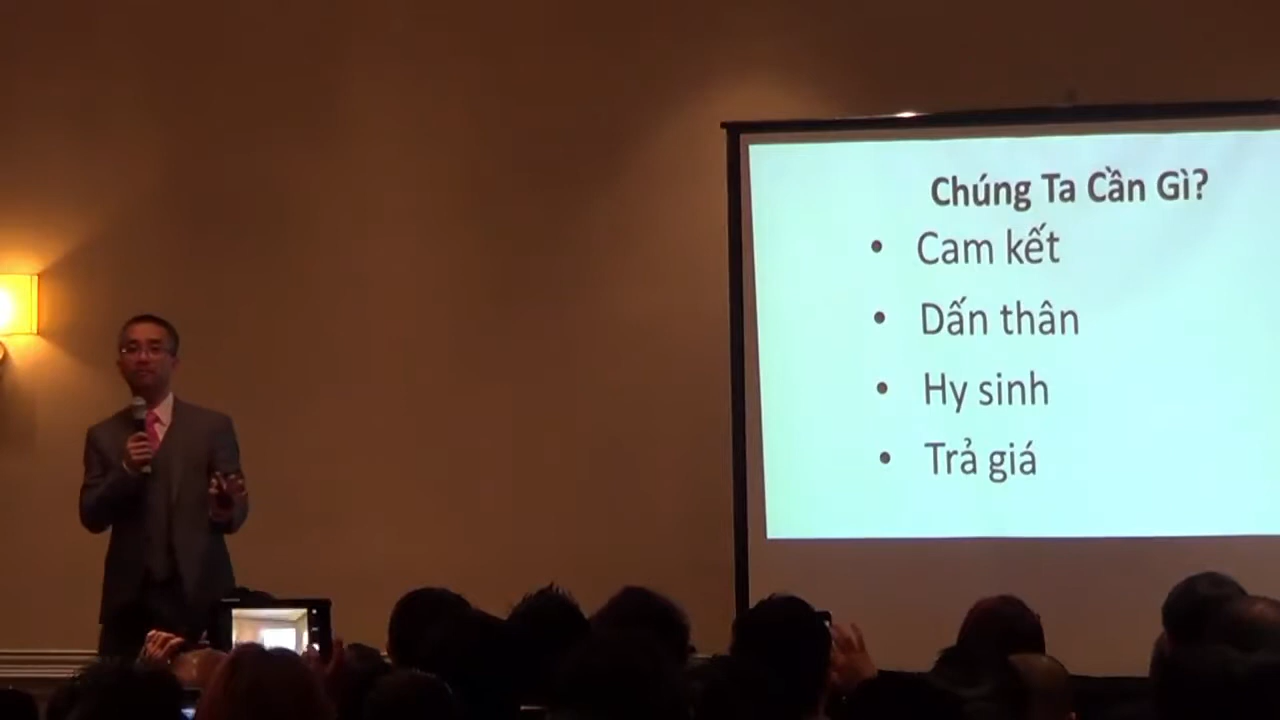 Chúng Ta Cần Gì?
• Cam kết
• Dấn thân
• Hy sinh
• Trả giá